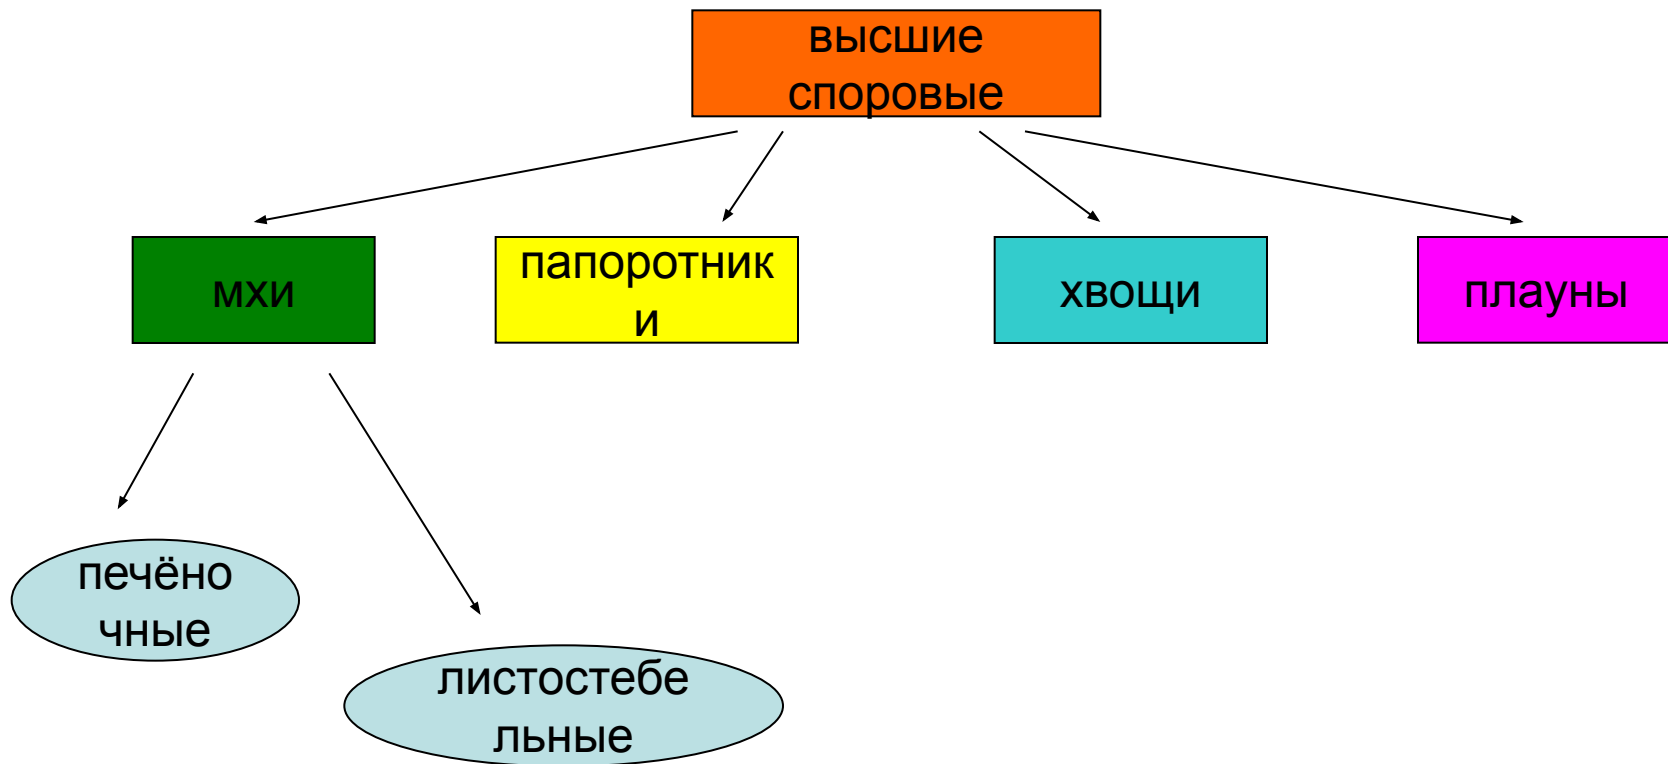 высшие
споровые
мхи
папоротник
и
хвощи
плауны
печёно
чные
листостебе
льные